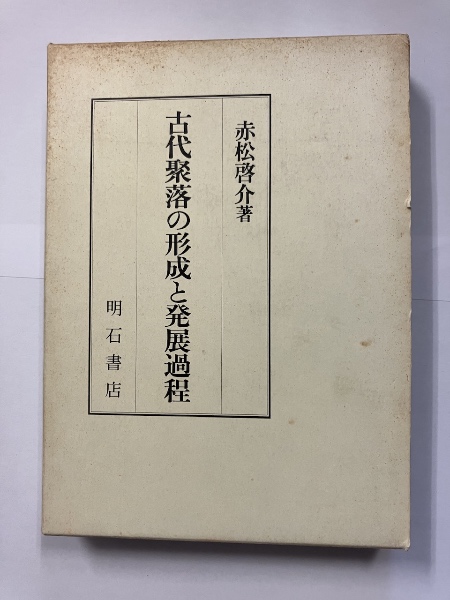 赤松啓介著
古代聚落の形成と発展過程
明石書店